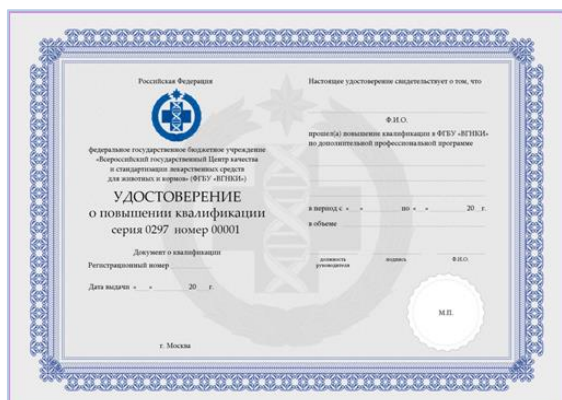 Российская Федерация
федеральное государственное бюджетное учреждение
«Всероссийский государственный Центр качества
и стандартизации лекарственных средств
для животных и кормов» (ФГБУ «ВГНКИ»)
УДОСТОВЕРЕНИЕ
о повышении квалификации
серия 0297 номер 00001
Документ о квалификации
Регистрационный номер
Дата выдачи « » 20 г.
г. Москва
Настоящее удостоверение свидетельствует о том, что
Ф.И.О.
прошел(а) повышение квалификации в ФГБУ «ВГНКИ»
по дополнительной профессиональной программе
в период с « » по « » 20 г.
в объеме
должность подпись Ф.И.О.
руководителя
М.П.